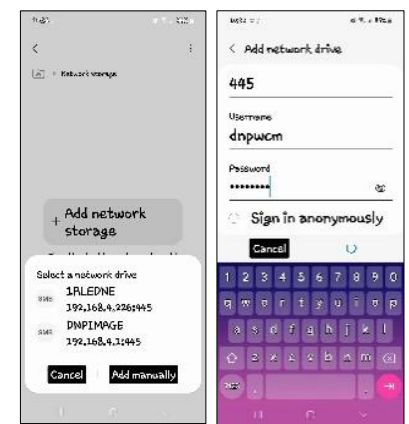 Network storage
Add network
storage
Select a network drive
1RLEDNE
192.168.4.226:445
DNPIMAGE
192.168.4.1:445
Cancel
Add manually
Add network drive
445
Username
dnpwcm
Password
••••••••
Sign in anonymously
Cancel
1 2 3 4 5 6 7 8 9 0
q w e r t y u i o p
a s d f g h j k l
z x c v b n m